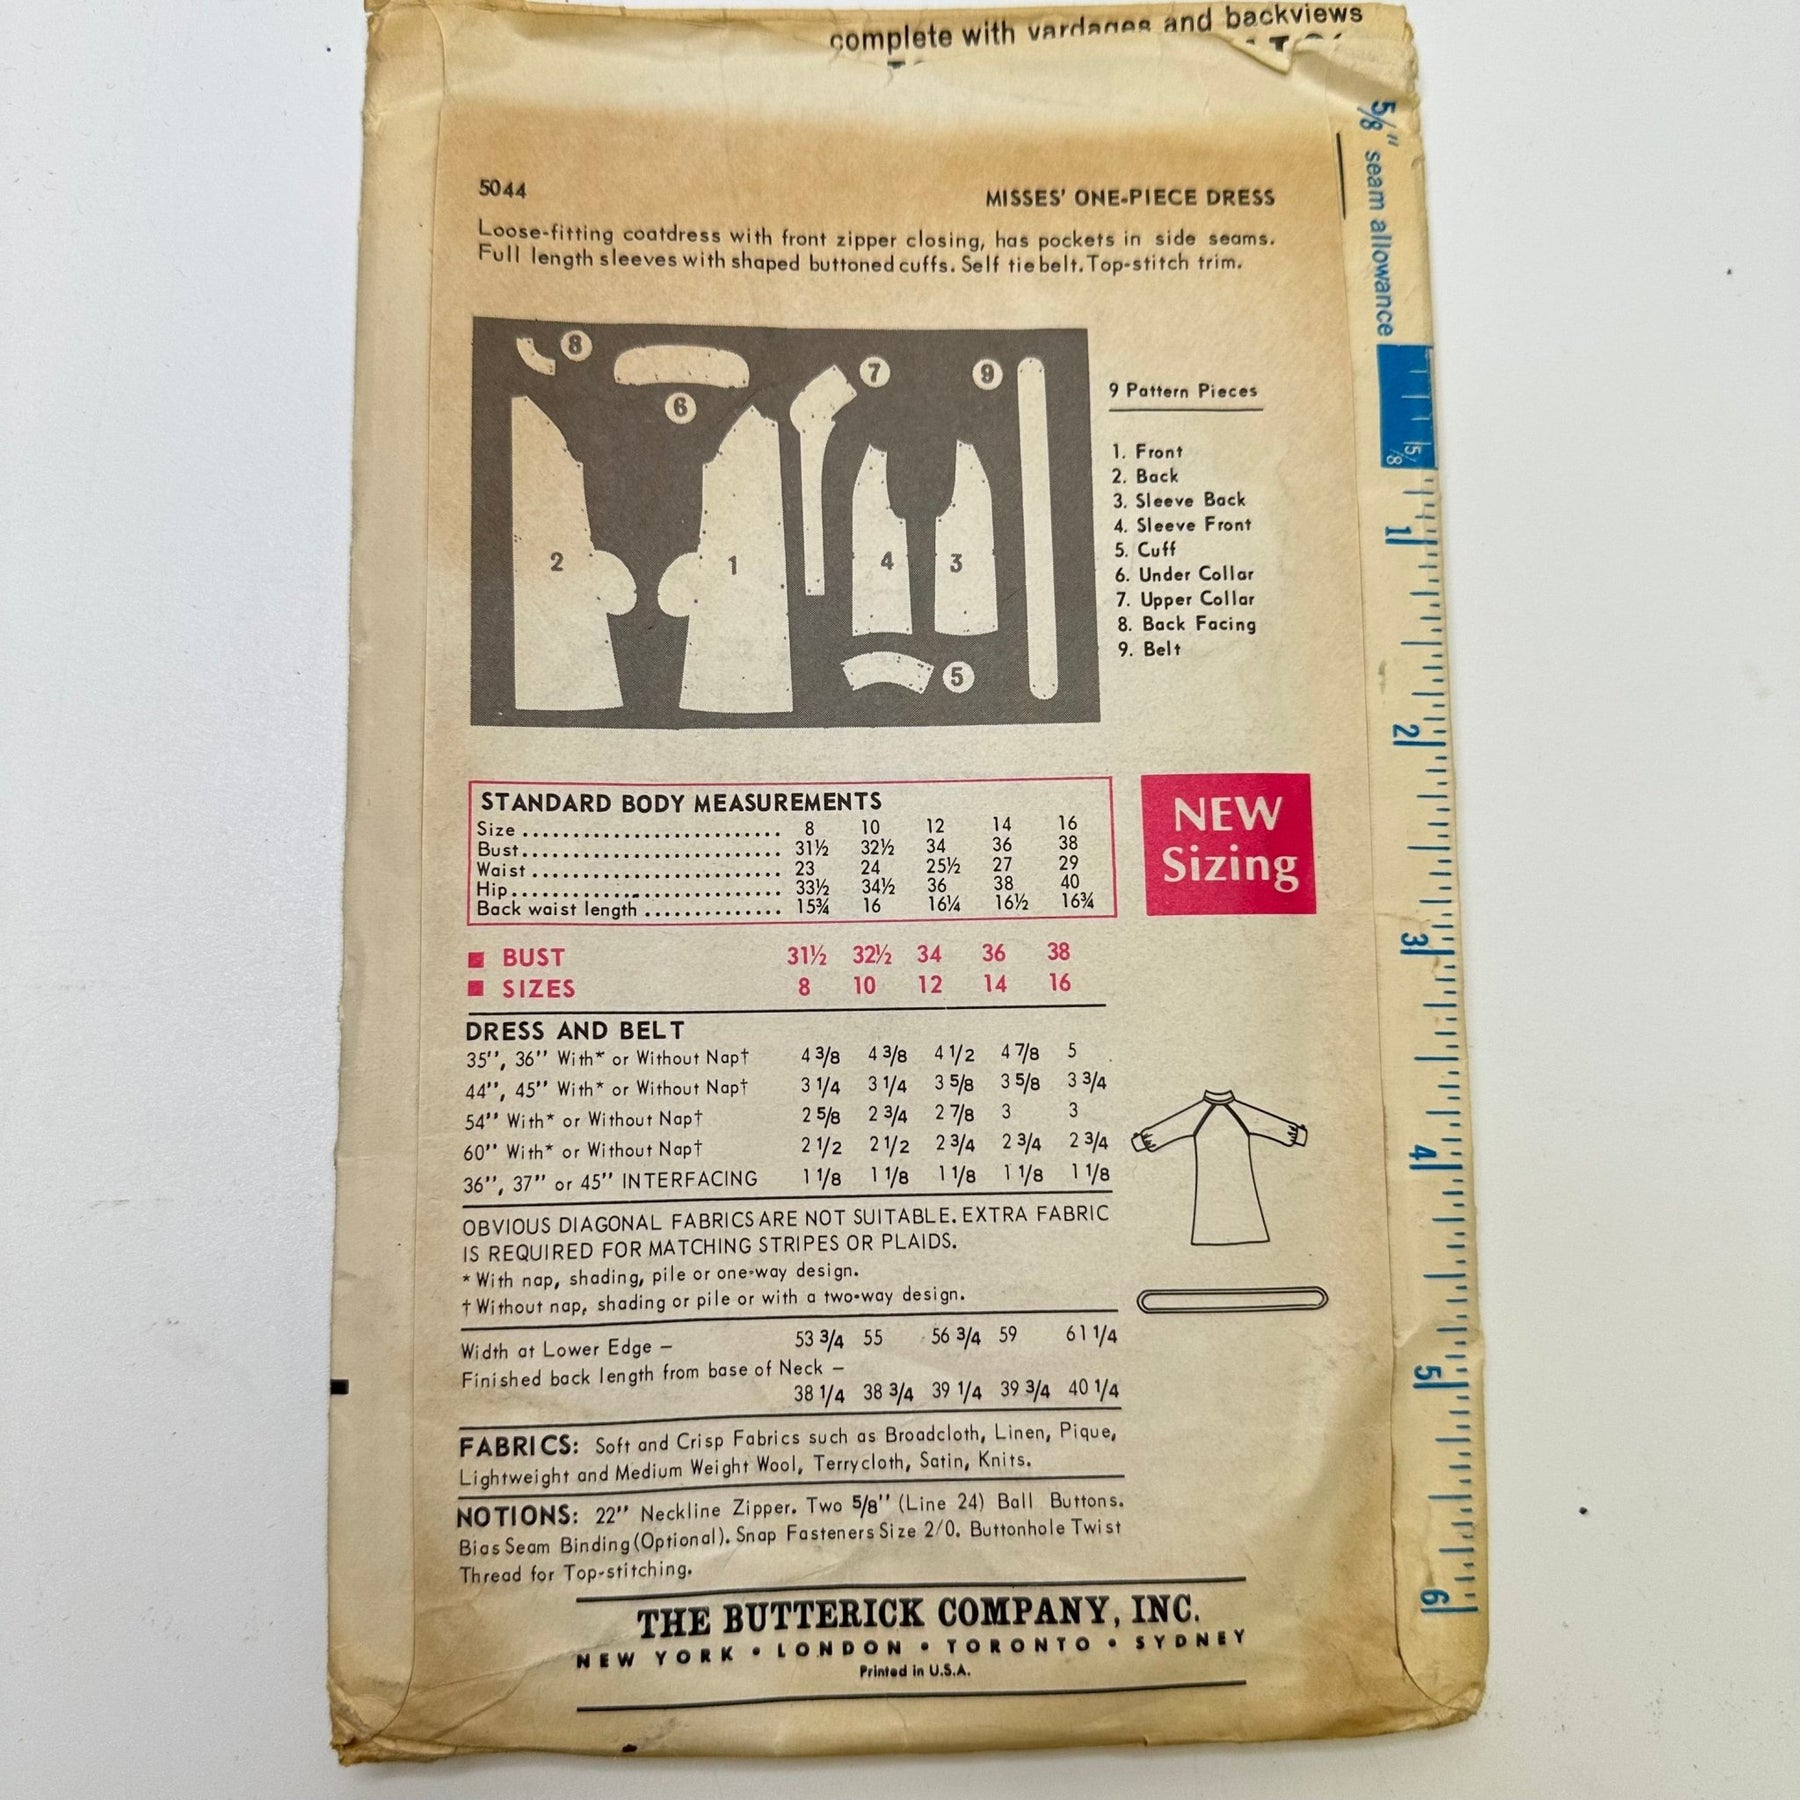 complete with yardages and backviews
5044
MISSES' ONE-PIECE DRESS
Loose-fitting coatdress with front zipper closing, has pockets in side seams.
Full length sleeves with shaped buttoned cuffs. Self tie belt. Top-stitch trim.
8
6
7
9
2
1
4
3
5
9 Pattern Pieces
1. Front
2. Back
3. Sleeve Back
4. Sleeve Front
5. Cuff
6. Under Collar
7. Upper Collar
8. Back Facing
9. Belt
STANDARD BODY MEASUREMENTS
Size .......................... 8 10 12 14 16
Bust.......................... 31½ 32½ 34 36 38
Waist ......................... 23 24 25½ 27 29
Hip........................... 33½ 34½ 36 38 40
Back waist length .............. 15¾ 16 16¼ 16½ 16¾
NEW
Sizing
BUST 31½ 32½ 34 36 38
SIZES 8 10 12 14 16
DRESS AND BELT
35'', 36'' With* or Without Nap† 4 3/8 4 3/8 4 1/2 4 7/8 5
44'', 45'' With* or Without Nap† 3 1/4 3 1/4 3 5/8 3 5/8 3 3/4
54'' With* or Without Nap† 2 5/8 2 3/4 2 7/8 3 3
60'' With* or Without Nap† 2 1/2 2 1/2 2 3/4 2 3/4 2 3/4
36'', 37'' or 45'' INTERFACING 1 1/8 1 1/8 1 1/8 1 1/8 1 1/8
OBVIOUS DIAGONAL FABRICS ARE NOT SUITABLE. EXTRA FABRIC
IS REQUIRED FOR MATCHING STRIPES OR PLAIDS.
* With nap, shading, pile or one-way design.
† Without nap, shading or pile or with a two-way design.
Width at Lower Edge – 53 3/4 55 56 3/4 59 61 1/4
Finished back length from base of Neck –
38 1/4 38 3/4 39 1/4 39 3/4 40 1/4
FABRICS: Soft and Crisp Fabrics such as Broadcloth, Linen, Pique,
Lightweight and Medium Weight Wool, Terrycloth, Satin, Knits.
NOTIONS: 22'' Neckline Zipper. Two 5/8'' (Line 24) Ball Buttons.
Bias Seam Binding (Optional). Snap Fasteners Size 2/0. Buttonhole Twist
Thread for Top-stitching.
THE BUTTERICK COMPANY, INC.
NEW YORK • LONDON • TORONTO • SYDNEY
Printed in U.S.A.
5/8'' seam allowance
5/8
1
2
3
4
5
6